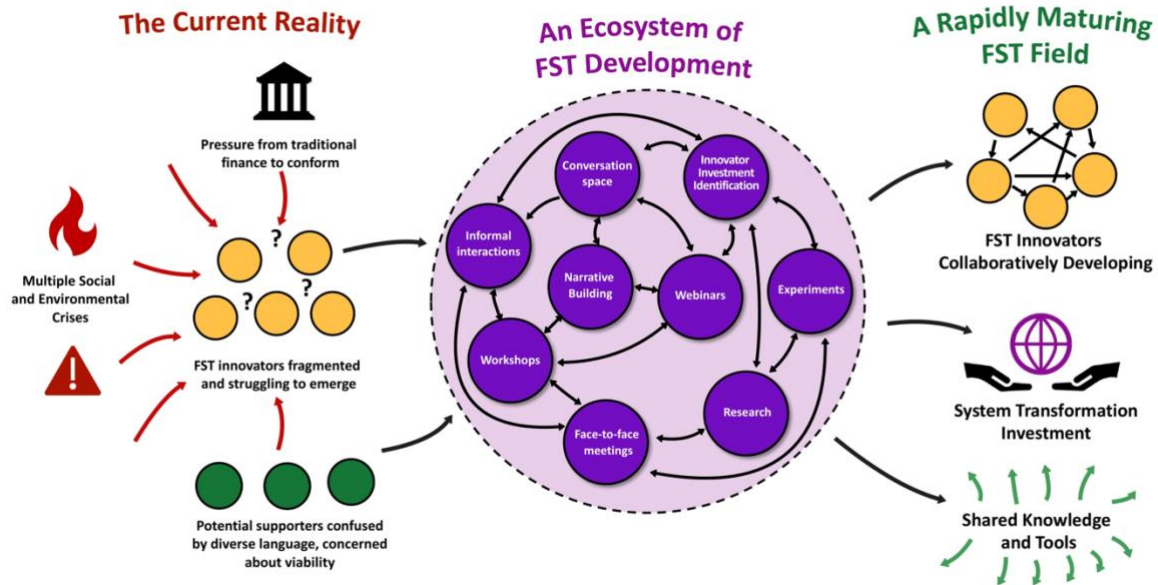 The Current Reality
Pressure from traditional
finance to conform
Multiple Social
and Environmental
Crises
?
?
?
FST innovators fragmented
and struggling to emerge
Potential supporters confused
by diverse language, concerned
about viability
An Ecosystem of
FST Development
Conversation
space
Innovator
Investment
Identification
Informal
interactions
Narrative
Building
Webinars
Experiments
Workshops
Research
Face-to-face
meetings
A Rapidly Maturing
FST Field
FST Innovators
Collaboratively Developing
System Transformation
Investment
Shared Knowledge
and Tools